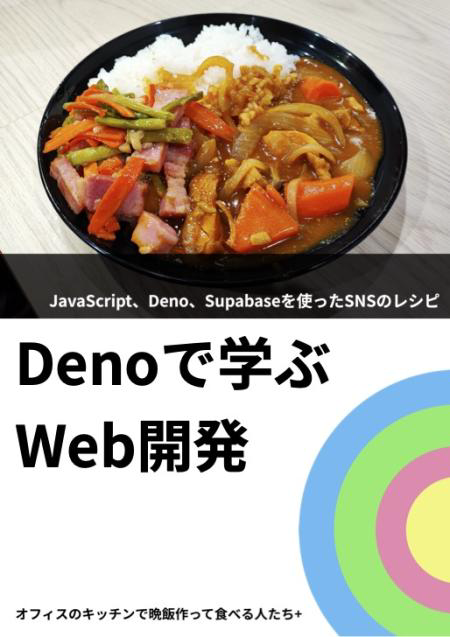 JavaScript、Deno、Supabaseを使ったSNSのレシピ
Denoで学ぶ
Web開発
オフィスのキッチンで晩飯作って食べる人たち+